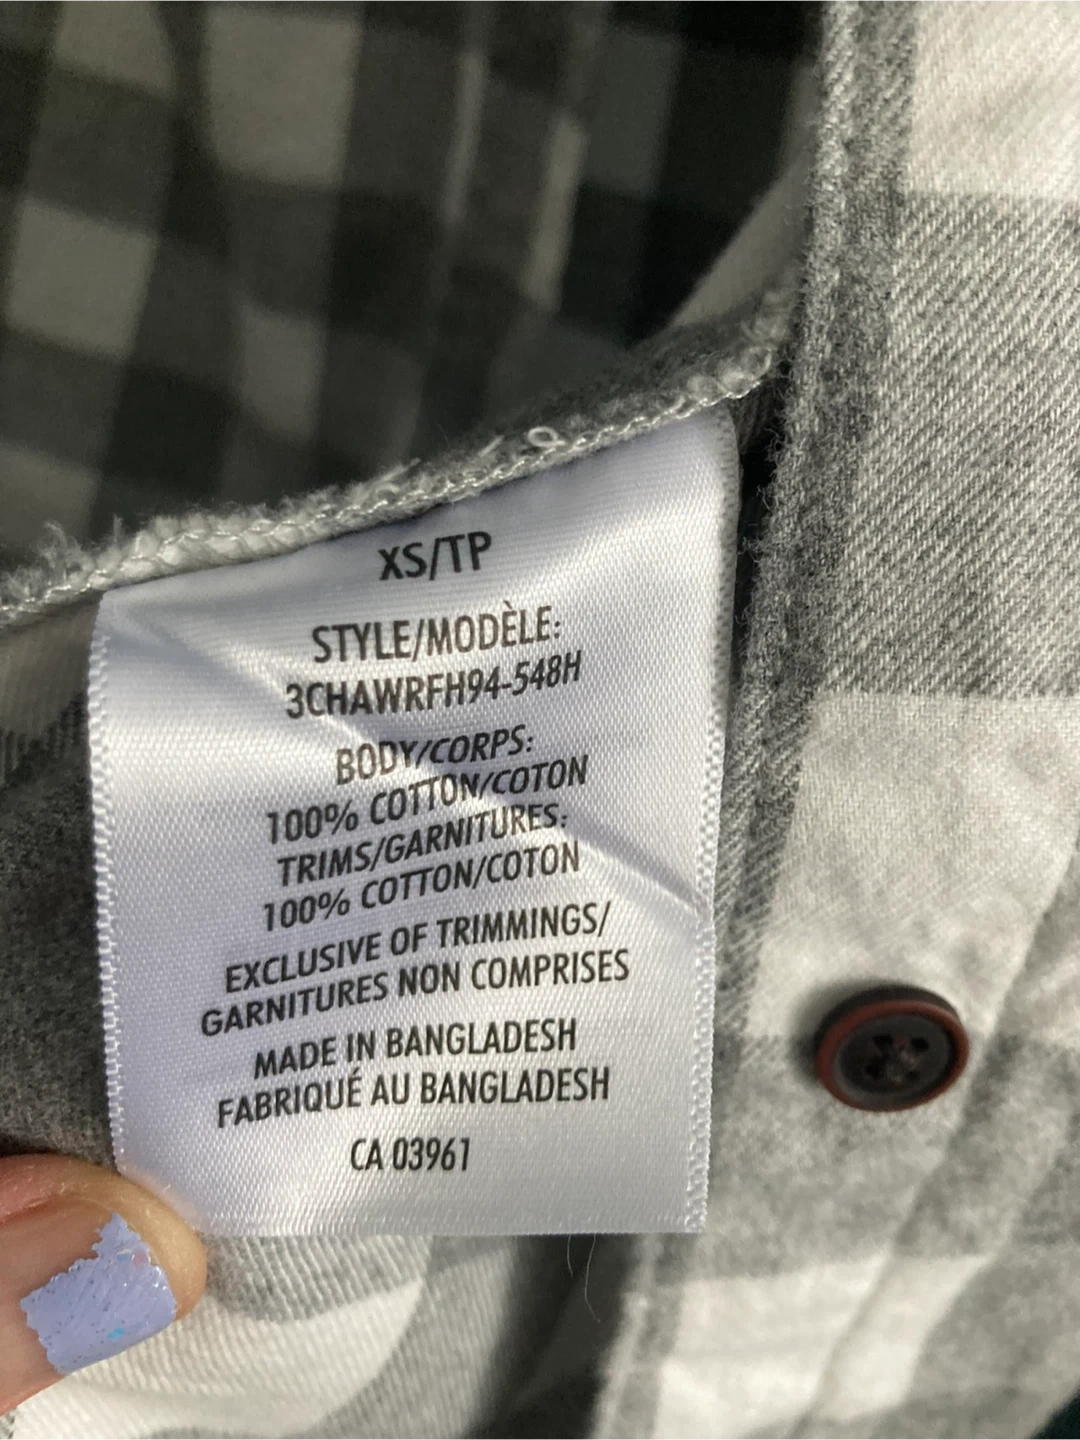 XS/TP
STYLE/MODÈLE:
3CHAWRFH94-548H
BODY/CORPS:
100% COTTON/COTON
TRIMS/GARNITURES:
100% COTTON/COTON
EXCLUSIVE OF TRIMMINGS/
GARNITURES NON COMPRISES
MADE IN BANGLADESH
FABRIQUÉ AU BANGLADESH
CA 03961